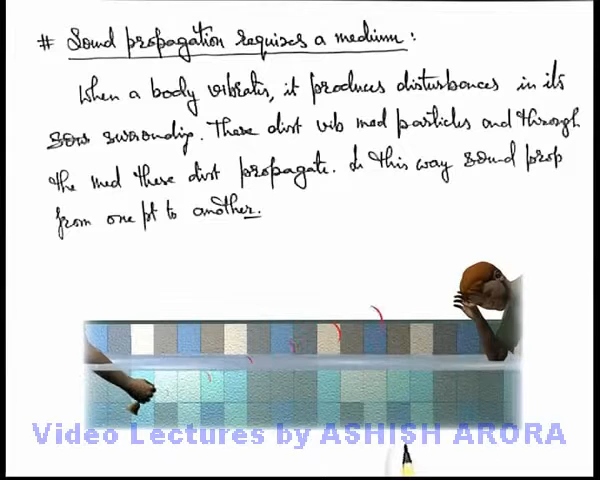 # Sound propagation requires a medium :
When a body vibrates, it produces disturbances in its
surrounding. These dist vib med particles and through
the med these dist propagate. In this way sound prop
from one pt to another.
Video Lectures by ASHISH ARORA